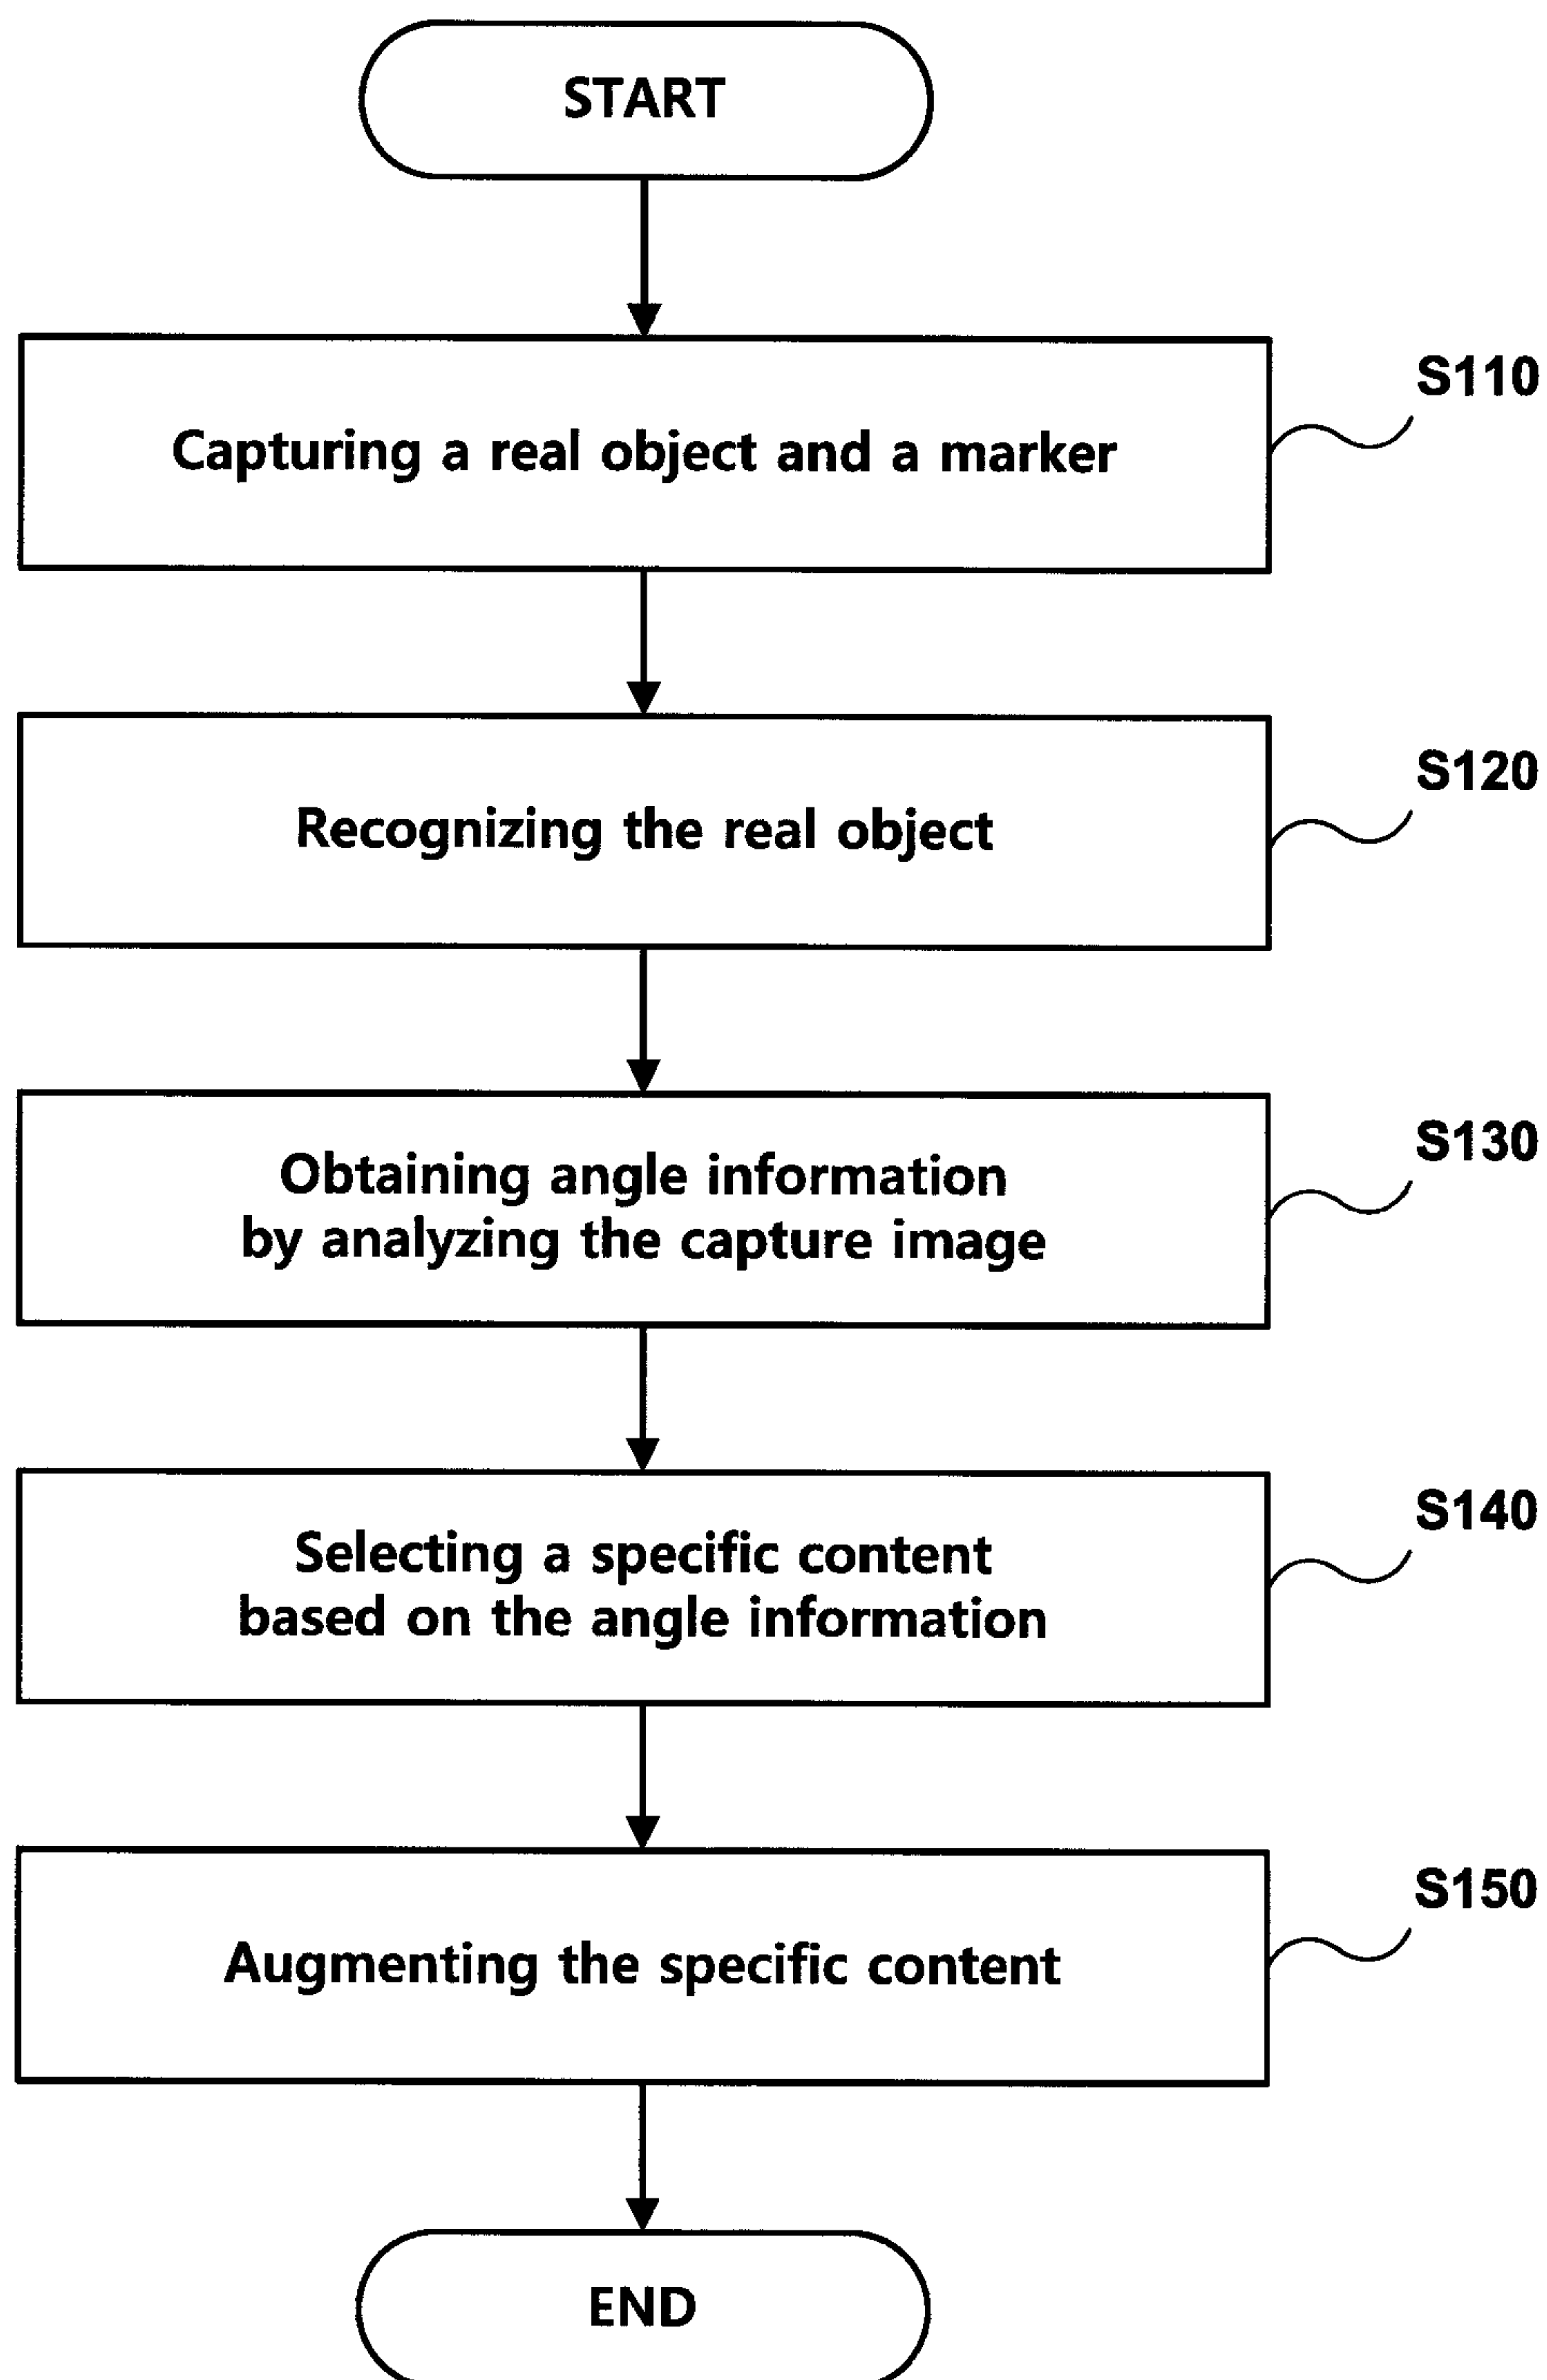 START
Capturing a real object and a marker
S110
Recognizing the real object
S120
Obtaining angle information
by analyzing the capture image
S130
Selecting a specific content
based on the angle information
S140
Augmenting the specific content
S150
END